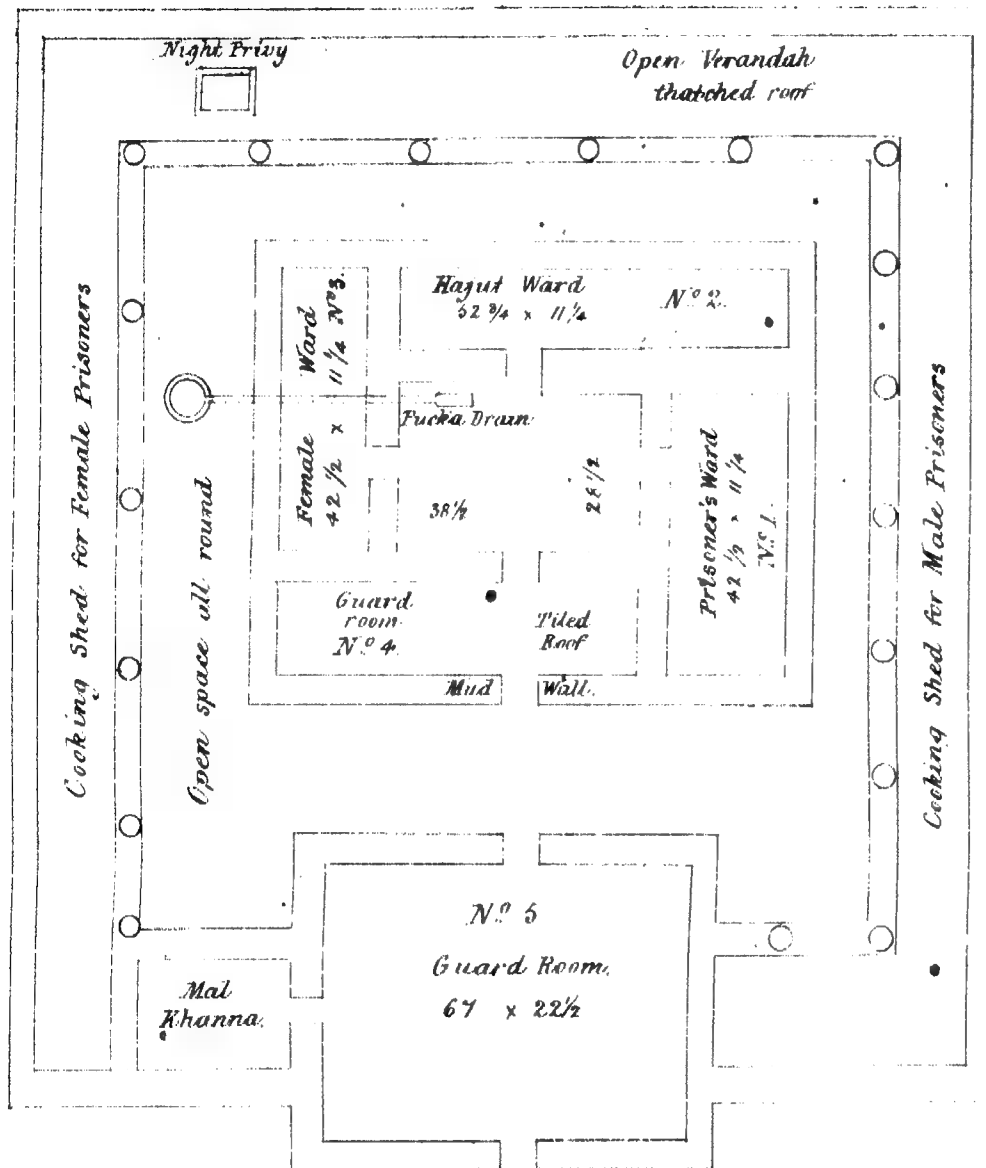 Night Privy
Open Verandah
thatched roof
Cooking Shed for Female Prisoners
Open space all round
Female Ward
42 1/2 x 11 1/4 Nº 3.
Hajut Ward
52 3/4 x 11 1/4
Nº 2.
Pucka Drain
38 1/2
28 1/2
Prisoner's Ward
42 1/2 x 11 1/4
Nº 1.
Guard
room
Nº 4.
Tiled
Roof
Mud Wall.
Cooking Shed for Male Prisoners
Nº 5
Guard Room.
67 x 22 1/2
Mal
Khanna.